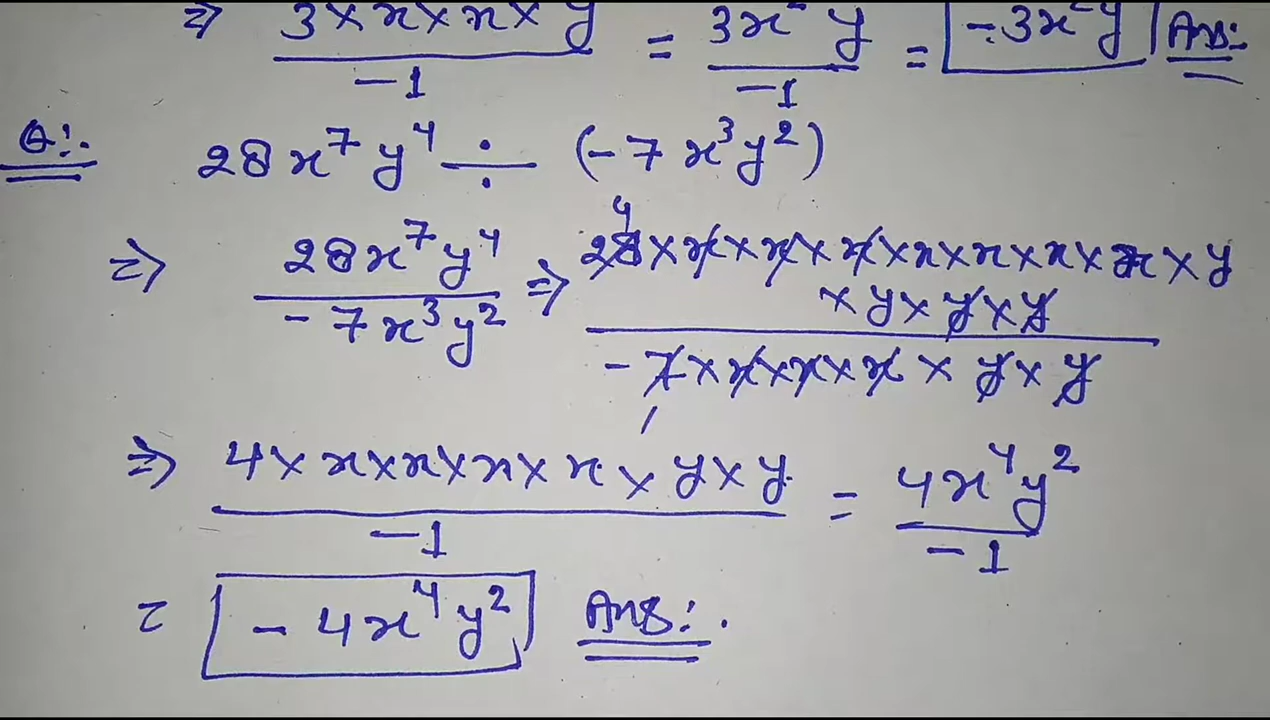 ⇒ 3×x×x×y/-1 = 3x²y/-1 = -3x²y Ans:-
Q:. 28x⁷y⁴ ÷ (-7x³y²)
⇒ 28x⁷y⁴/-7x³y² ⇒ 28×x×x×x×x×x×x×x×y×y×y×y/-7×x×x×x×y×y
4
1
⇒ 4×x×x×x×x×y×y/-1 = 4x⁴y²/-1
= -4x⁴y² Ans:.